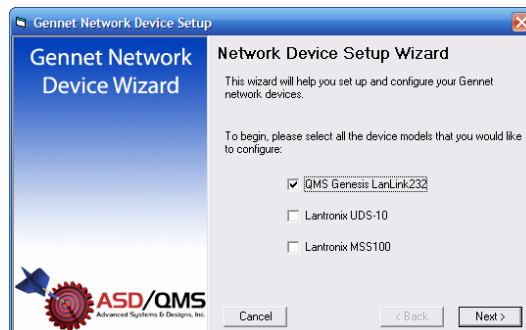 Gennet Network Device Setup
Gennet Network
Device Wizard
Network Device Setup Wizard
This wizard will help you set up and configure your Gennet
network devices.
To begin, please select all the device models that you would like
to configure:
QMS Genesis LanLink232
Lantronix UDS-10
Lantronix MSS100
ASD/QMS
Advanced Systems & Designs, Inc.
Cancel
< Back
Next >